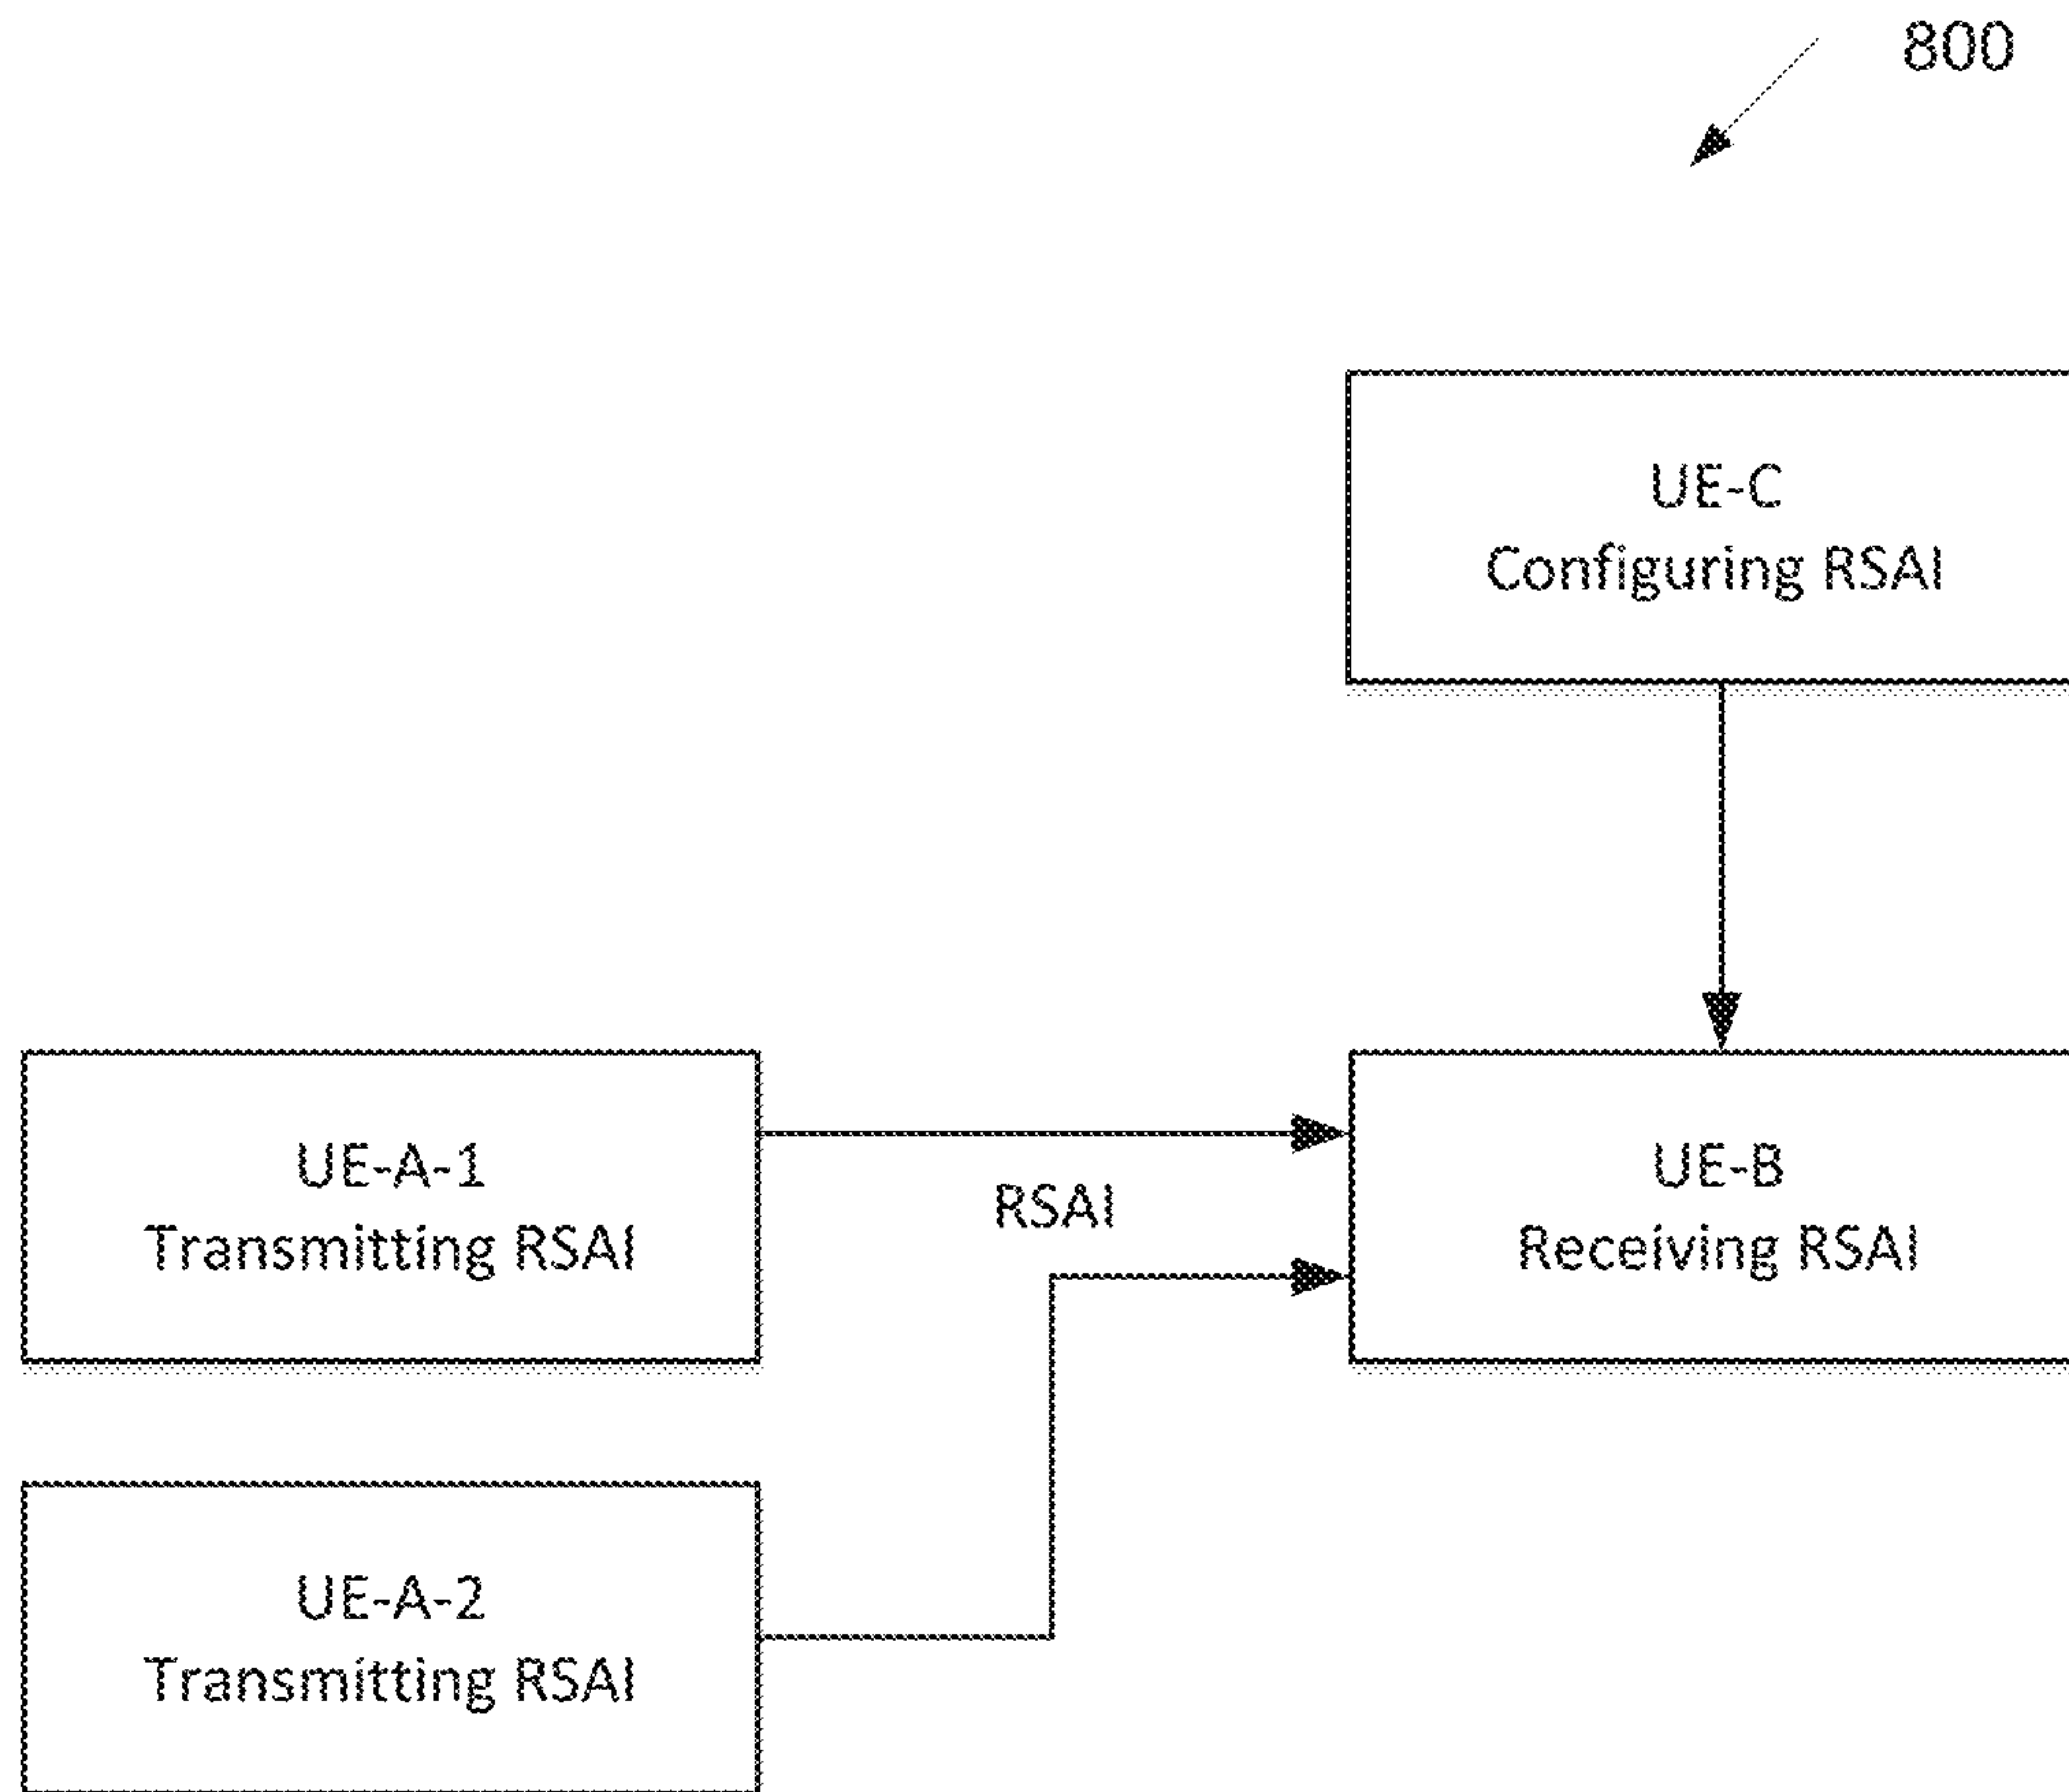 800
UE-C
Configuring RSAI
UE-A-1
Transmitting RSAI
RSAI
UE-B
Receiving RSAI
UE-A-2
Transmitting RSAI